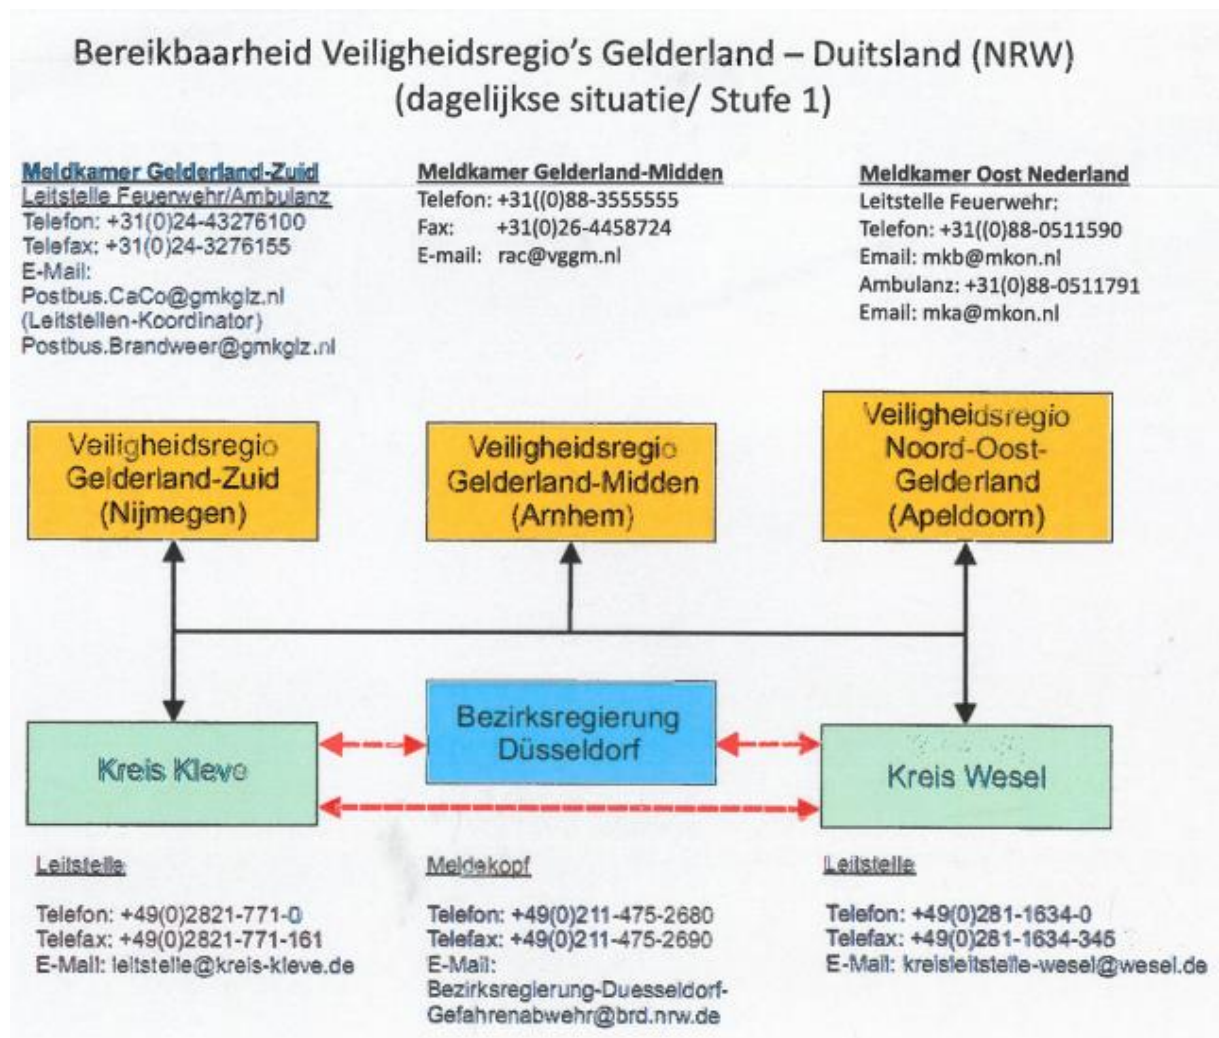 Bereikbaarheid Veiligheidsregio's Gelderland – Duitsland (NRW)
(dagelijkse situatie/ Stufe 1)
Meldkamer Gelderland-Zuid
Leitstelle Feuerwehr/Ambulanz
Telefon: +31(0)24-43276100
Telefax: +31(0)24-3276155
E-Mail:
Postbus.CaCo@gmkglz.nl
(Leitstellen-Koordinator)
Postbus.Brandweer@gmkglz.nl
Meldkamer Gelderland-Midden
Telefon: +31((0)88-3555555
Fax: +31(0)26-4458724
E-mail: rac@vggm.nl
Meldkamer Oost Nederland
Leitstelle Feuerwehr:
Telefon: +31((0)88-0511590
Email: mkb@mkon.nl
Ambulanz: +31(0)88-0511791
Email: mka@mkon.nl
Veiligheidsregio
Gelderland-Zuid
(Nijmegen)
Veiligheidsregio
Gelderland-Midden
(Arnhem)
Veiligheidsregio
Noord-Oost-
Gelderland
(Apeldoorn)
Kreis Kleve
Bezirksregierung
Düsseldorf
Kreis Wesel
Leitstelle
Telefon: +49(0)2821-771-0
Telefax: +49(0)2821-771-161
E-Mail: leitstelle@kreis-kleve.de
Meldekopf
Telefon: +49(0)211-475-2680
Telefax: +49(0)211-475-2690
E-Mail:
Bezirksregierung-Duesseldorf-
Gefahrenabwehr@brd.nrw.de
Leitstelle
Telefon: +49(0)281-1634-0
Telefax: +49(0)281-1634-345
E-Mail: kreisleitstelle-wesel@wesel.de